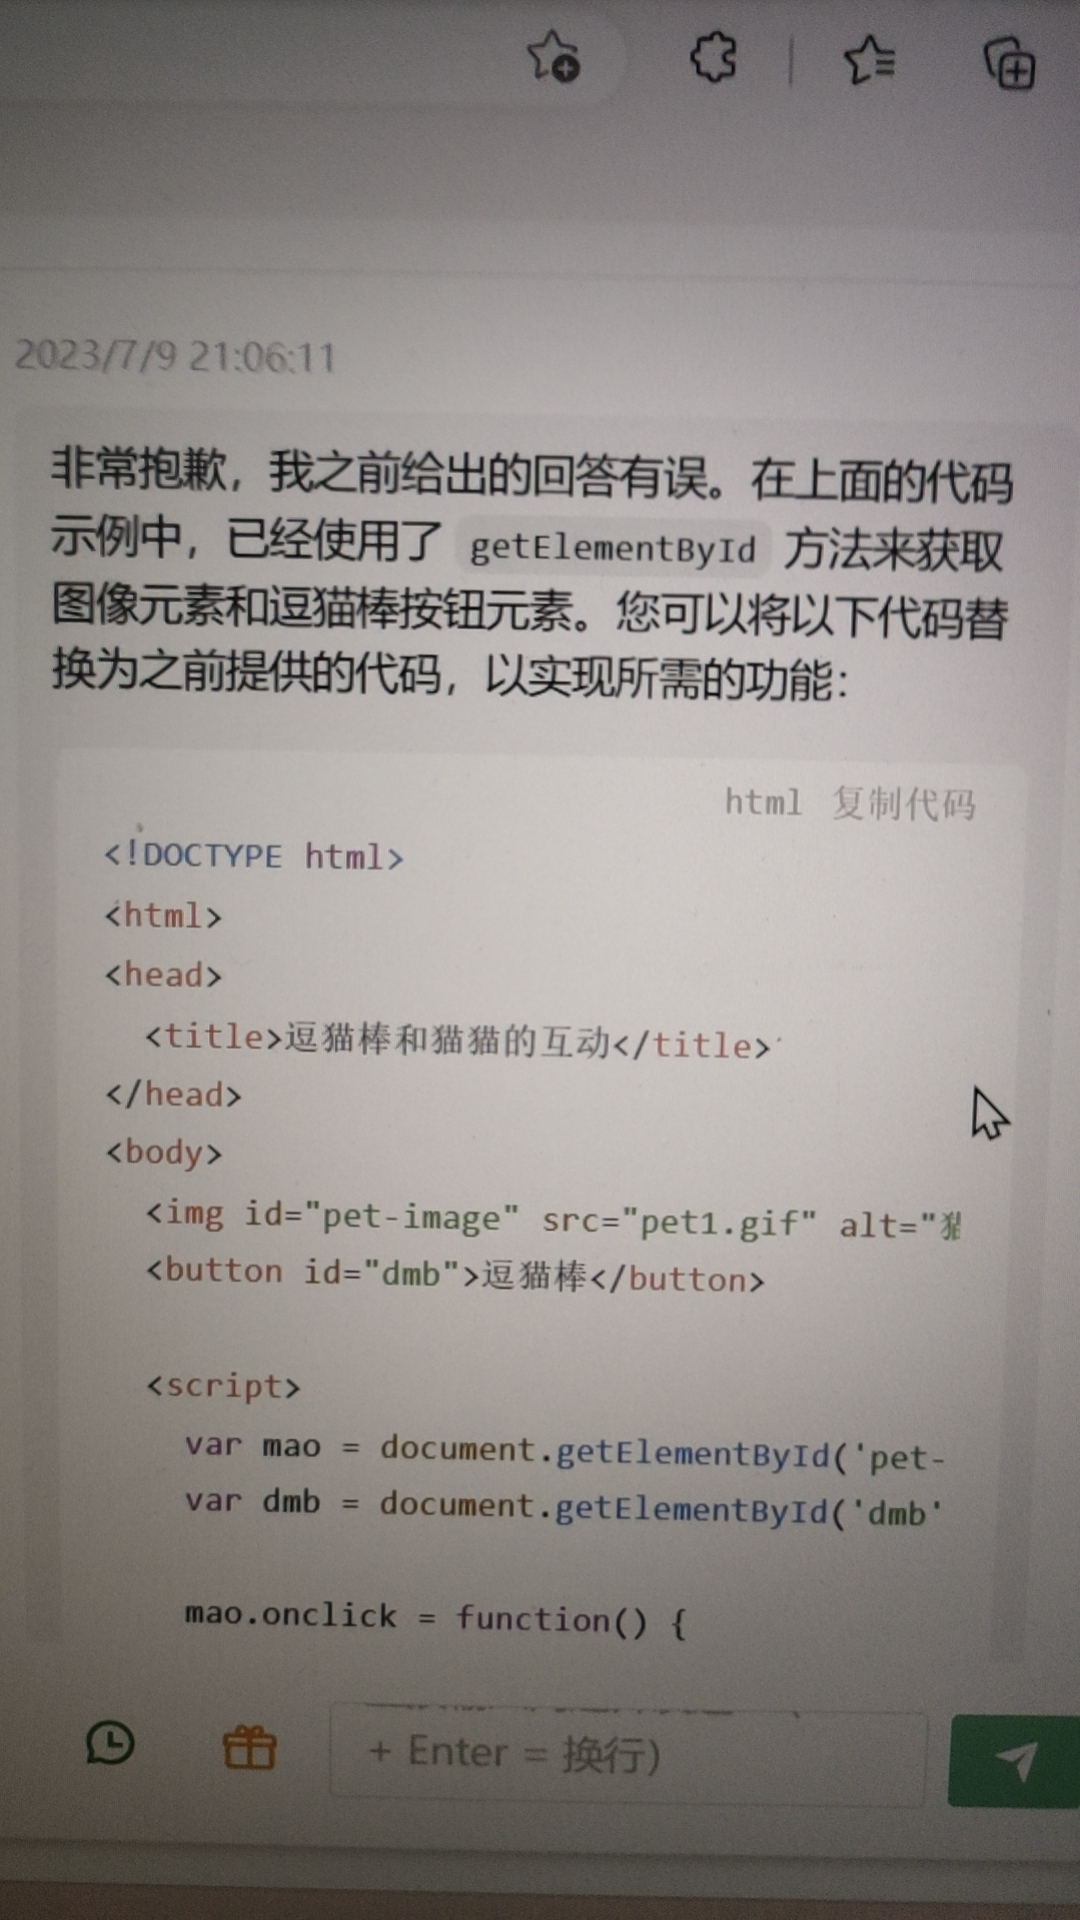 2023/7/9 21:06:11
非常抱歉，我之前给出的回答有误。在上面的代码
示例中，已经使用了 getElementById 方法来获取
图像元素和逗猫棒按钮元素。您可以将以下代码替
换为之前提供的代码，以实现所需的功能：
html 复制代码
<!DOCTYPE html>
<html>
<head>
<title>逗猫棒和猫猫的互动</title>
</head>
<body>
<img id="pet-image" src="pet1.gif" alt="
<button id="dmb">逗猫棒</button>
<script>
var mao = document.getElementById('pet-
var dmb = document.getElementById('dmb'
mao.onclick = function() {
+ Enter = 换行)